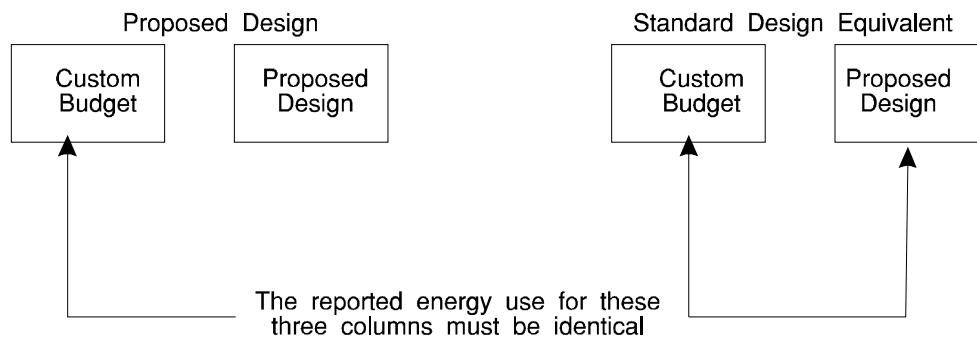 Proposed Design
Standard Design Equivalent
Custom
Budget
Proposed
Design
Custom
Budget
Proposed
Design
The reported energy use for these
three columns must be identical